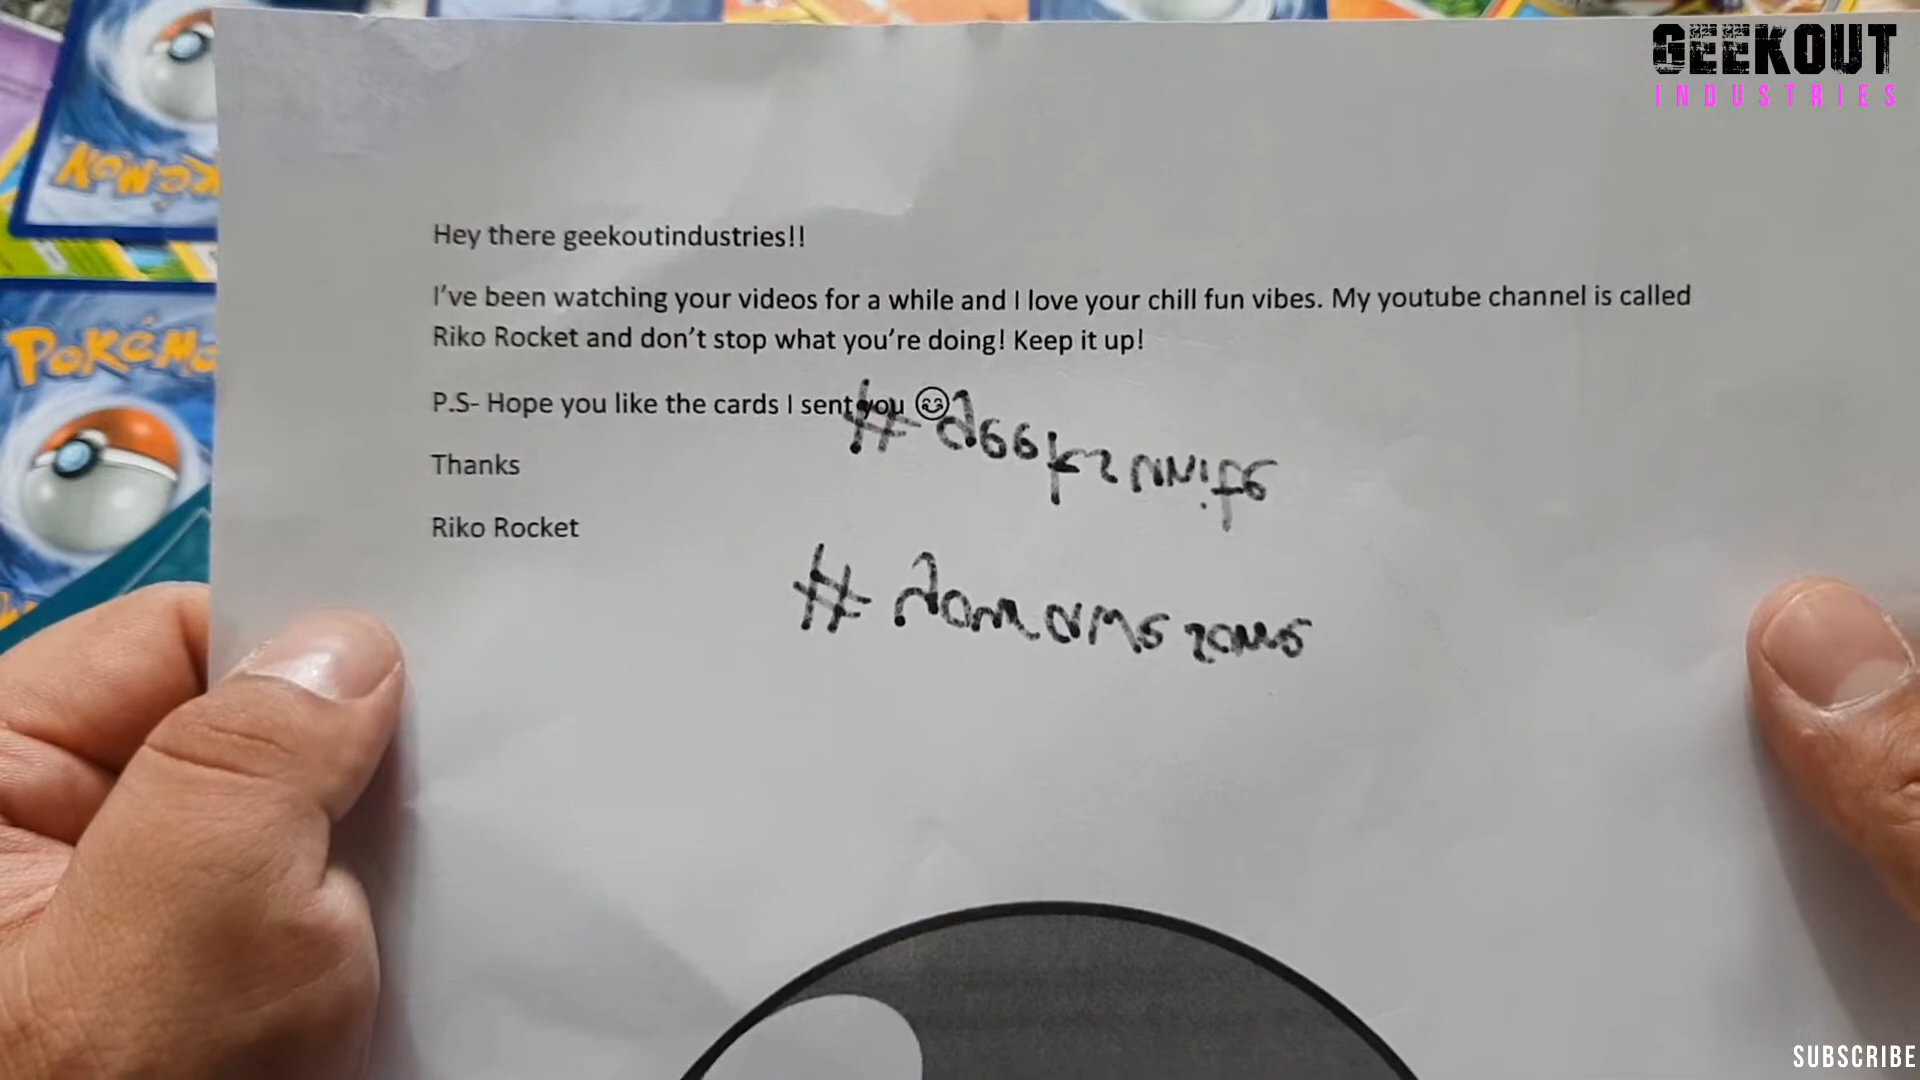 GEEKOUT
INDUSTRIES
Hey there geekoutindustries!!
I've been watching your videos for a while and I love your chill fun vibes. My youtube channel is called
Riko Rocket and don't stop what you're doing! Keep it up!
P.S- Hope you like the cards I sent you 😊
Thanks
Riko Rocket
SUBSCRIBE